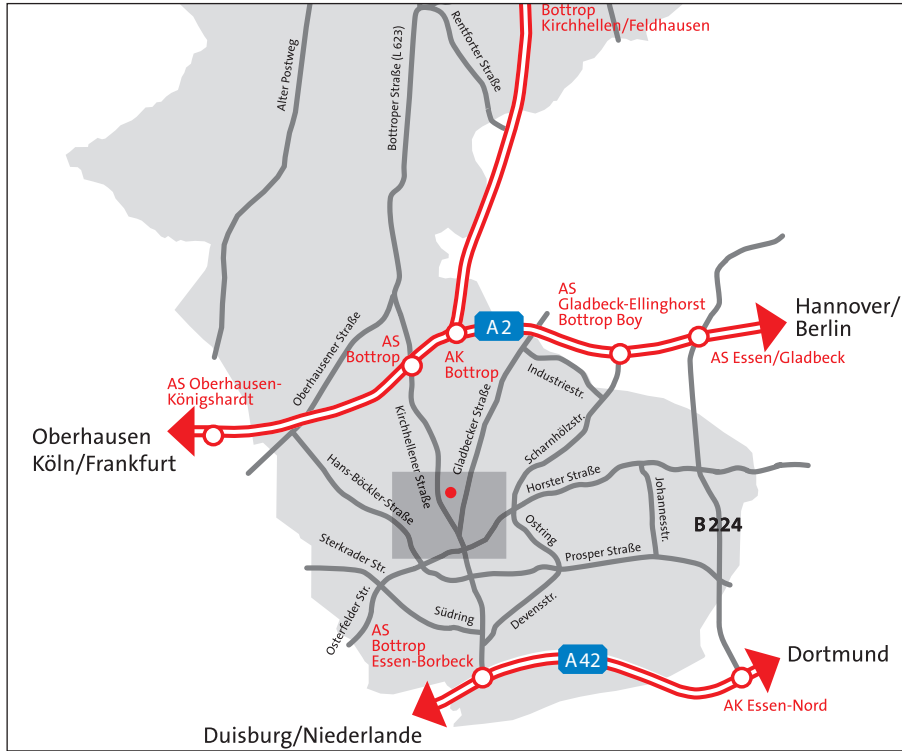 Bottrop
Kirchhellen/Feldhausen
Alter Postweg
Bottroper Straße (L 623)
Rentforter Straße
AS
Gladbeck-Ellinghorst
Bottrop Boy
Hannover/
Berlin
A2
AS
Bottrop
AK
Bottrop
AS Essen/Gladbeck
Oberhausener Straße
AS Oberhausen-
Königshardt
Industriestr.
Oberhausen
Köln/Frankfurt
Kirchhellener Straße
Gladbecker Straße
Scharnhölzstr.
Hans-Böckler-Straße
Horster Straße
Johannesstr.
B224
Ostring
Sterkrader Str.
Prosper Straße
Osterfelder Str.
Südring
Devensstr.
AS
Bottrop
Essen-Borbeck
A42
Dortmund
AK Essen-Nord
Duisburg/Niederlande